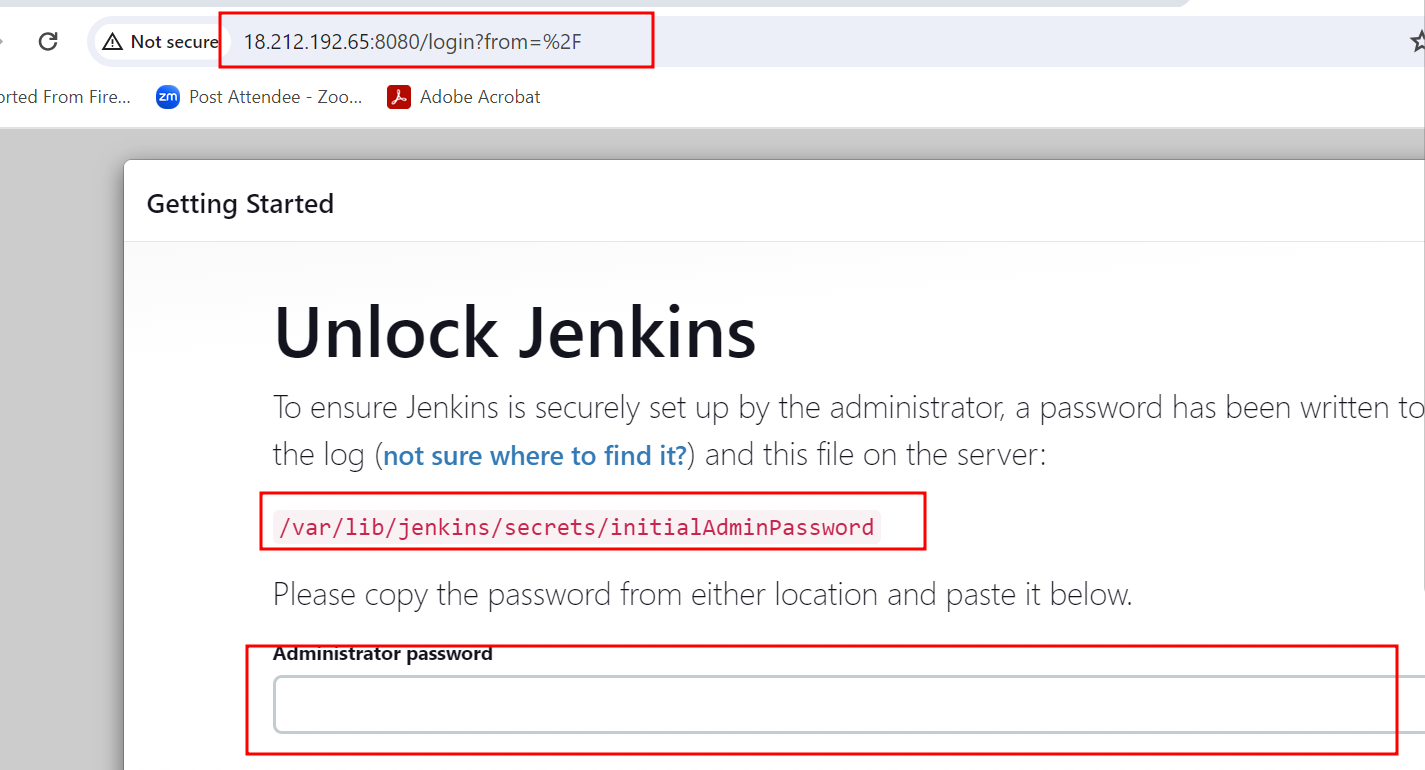 Not secure 18.212.192.65:8080/login?from=%2F
orted From Fire... zm Post Attendee - Zoo... Adobe Acrobat
Getting Started
Unlock Jenkins
To ensure Jenkins is securely set up by the administrator, a password has been written to
the log (not sure where to find it?) and this file on the server:
/var/lib/jenkins/secrets/initialAdminPassword
Please copy the password from either location and paste it below.
Administrator password